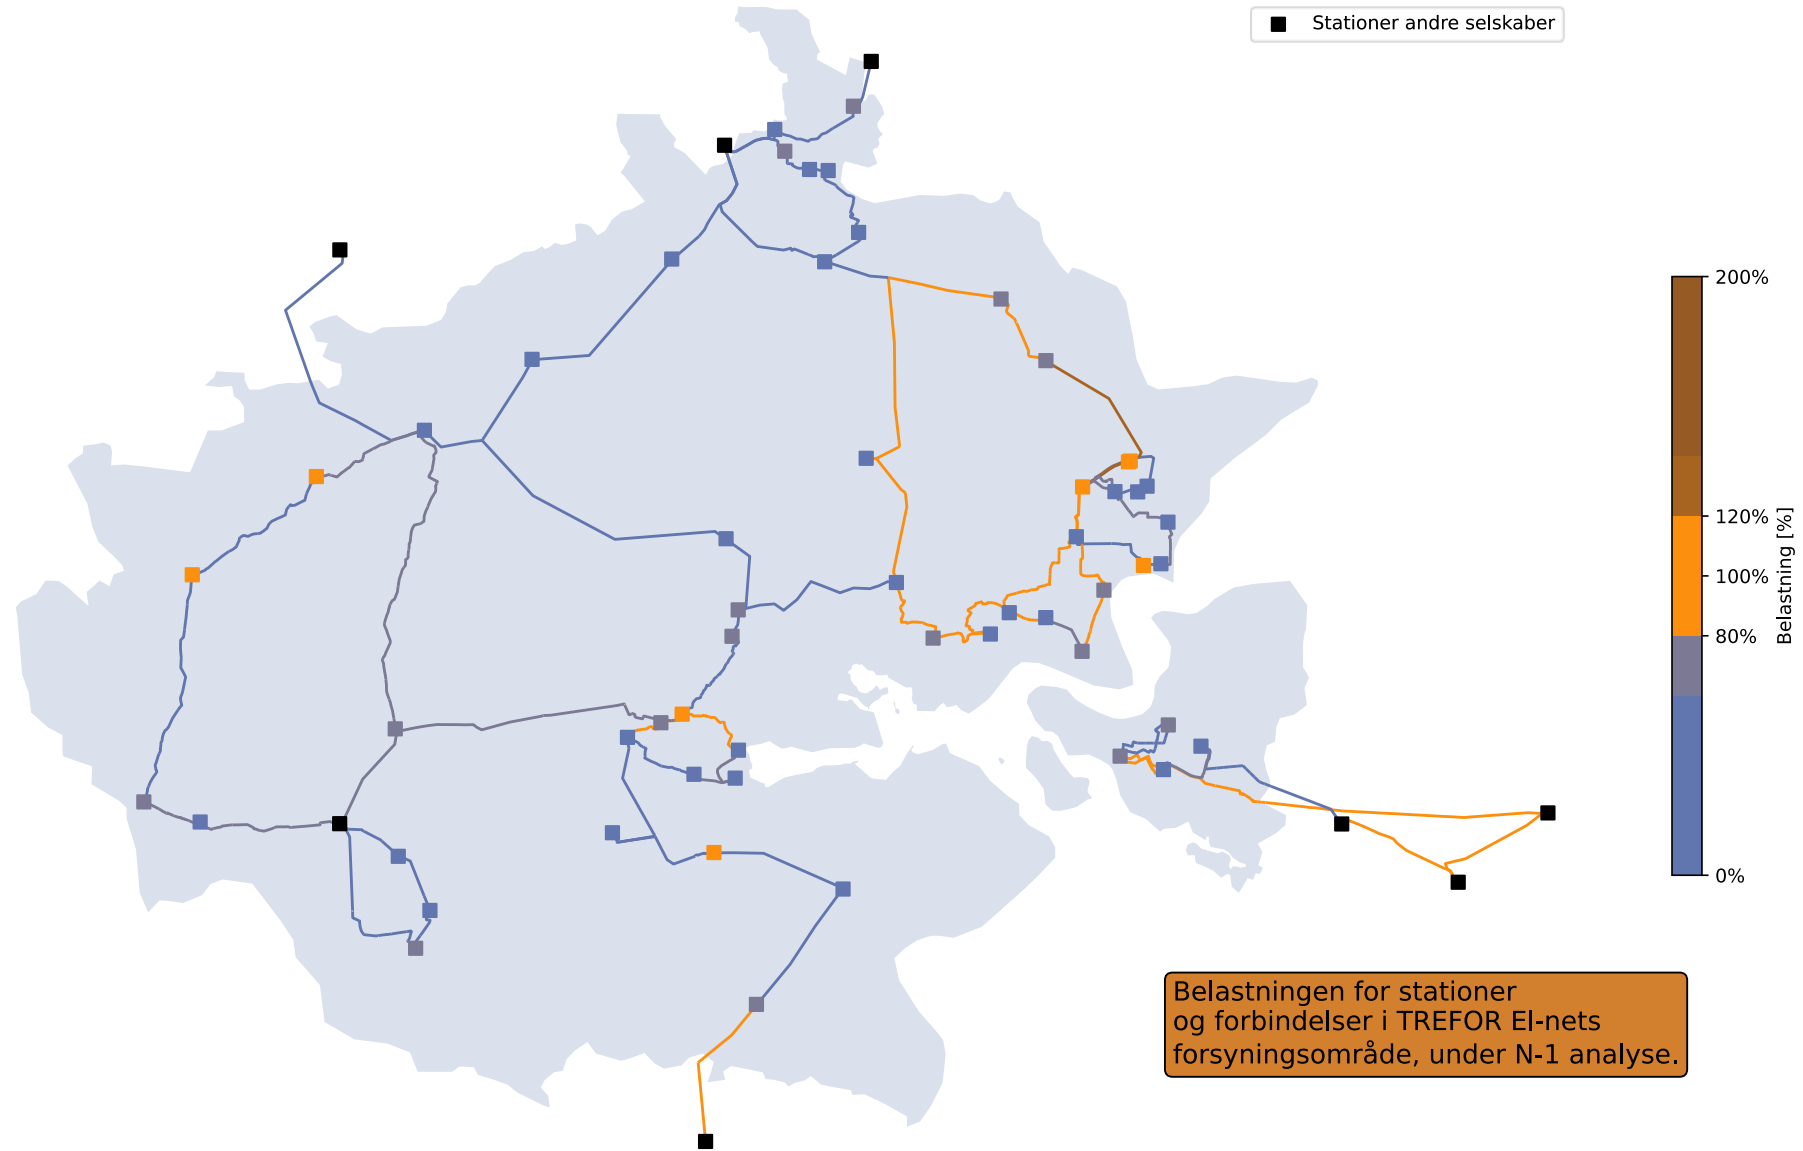 Stationer andre selskaber
200%
120%
100%
80%
0%
Belastning [%]
Belastningen for stationer
og forbindelser i TREFOR El-nets
forsyningsområde, under N-1 analyse.